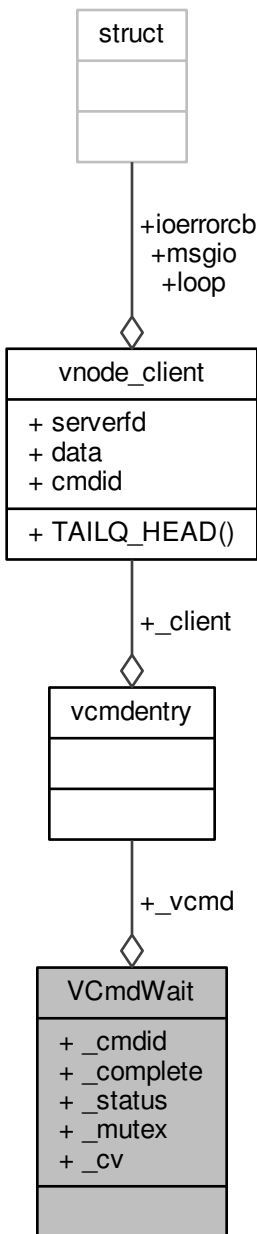 struct
+ioerrorcb
+msgio
+loop
vnode_client
+ serverfd
+ data
+ cmdid
+ TAILQ_HEAD()
+_client
vcmdentry
+_vcmd
VCmdWait
+ _cmdid
+ _complete
+ _status
+ _mutex
+ _cv